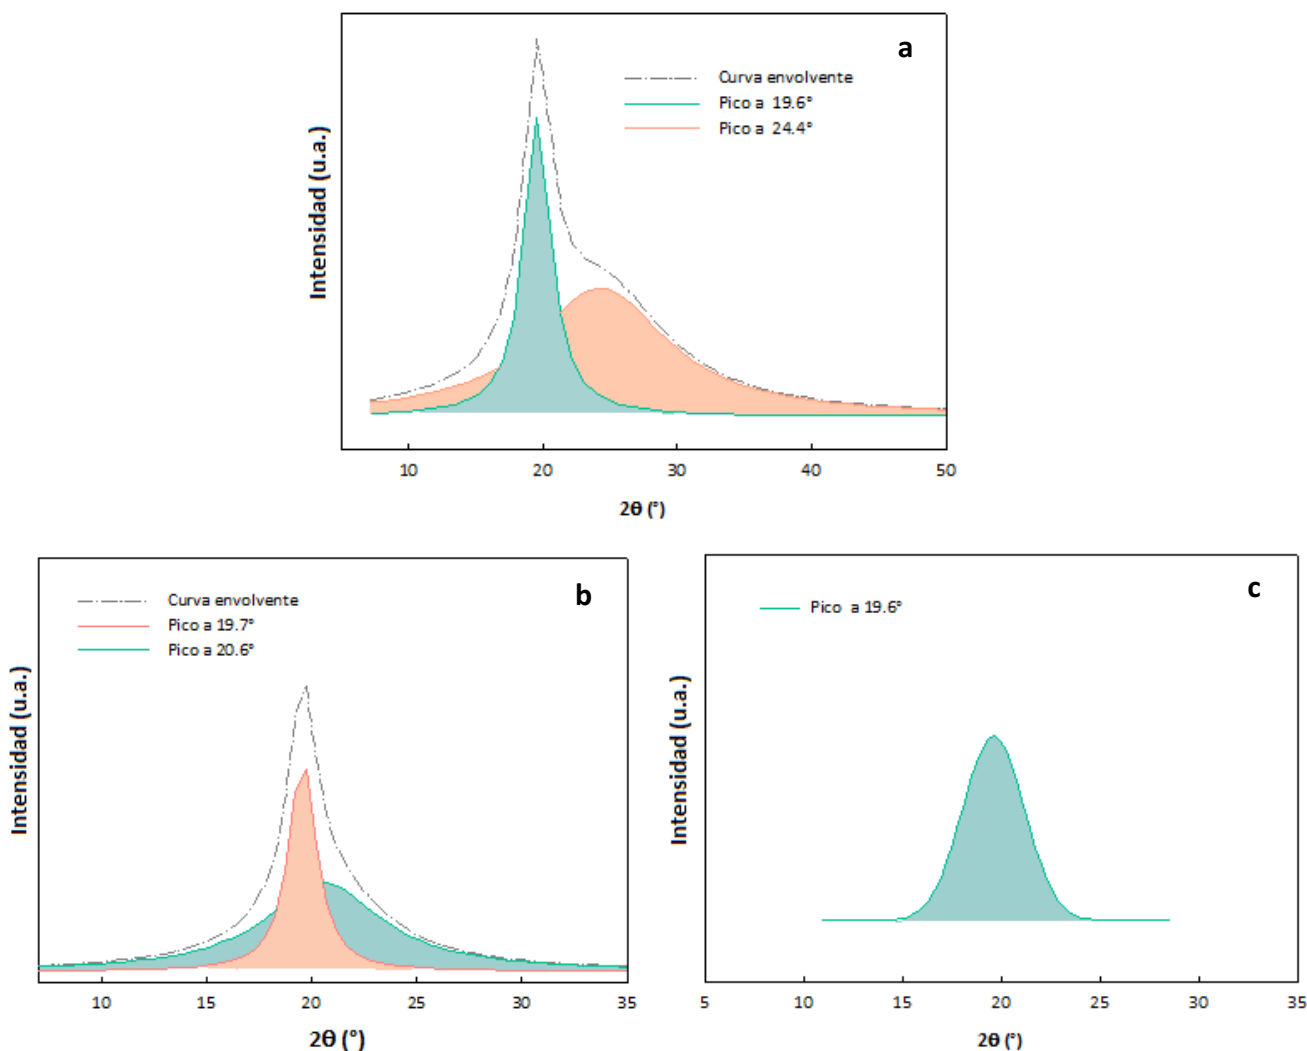 a
Curva envolvente
Pico a 19.6°
Pico a 24.4°
Intensidad (u.a.)
10 20 30 40 50
2θ (°)
b
Curva envolvente
Pico a 19.7°
Pico a 20.6°
Intensidad (u.a.)
10 15 20 25 30 35
2θ (°)
c
Pico a 19.6°
Intensidad (u.a.)
5 10 15 20 25 30 35
2θ (°)